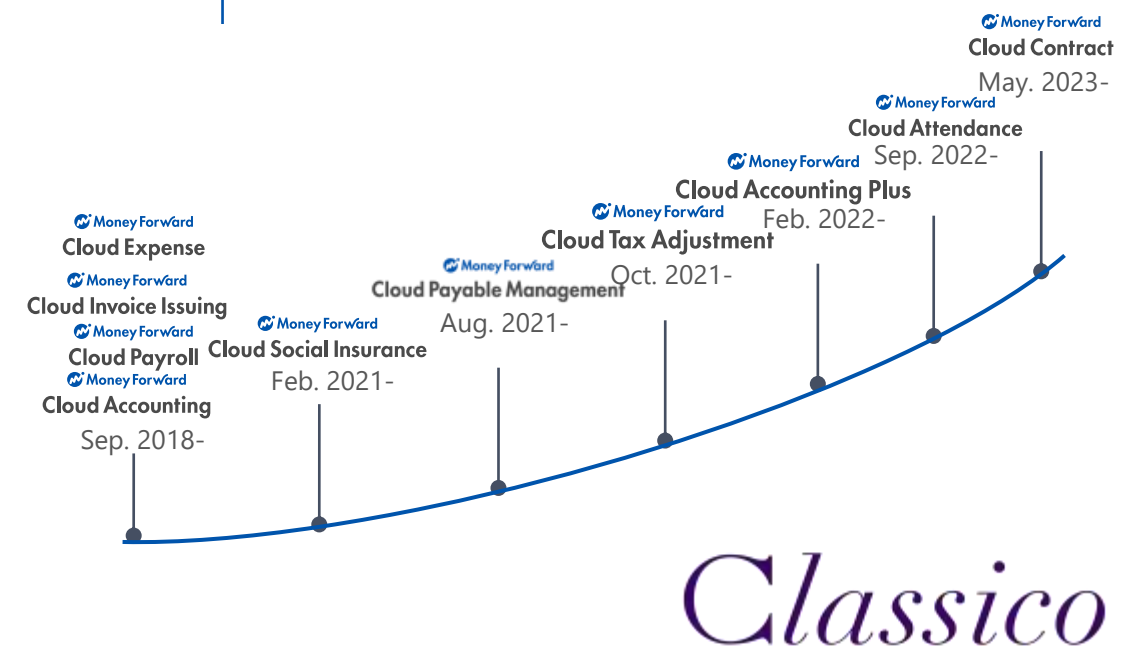 Money Forward
Cloud Expense
Money Forward
Cloud Invoice Issuing
Money Forward
Cloud Payroll
Money Forward
Cloud Accounting
Sep. 2018-
Money Forward
Cloud Social Insurance
Feb. 2021-
Money Forward
Cloud Payable Management
Aug. 2021-
Money Forward
Cloud Tax Adjustment
Oct. 2021-
Money Forward
Cloud Accounting Plus
Feb. 2022-
Money Forward
Cloud Attendance
Sep. 2022-
Money Forward
Cloud Contract
May. 2023-
Classico